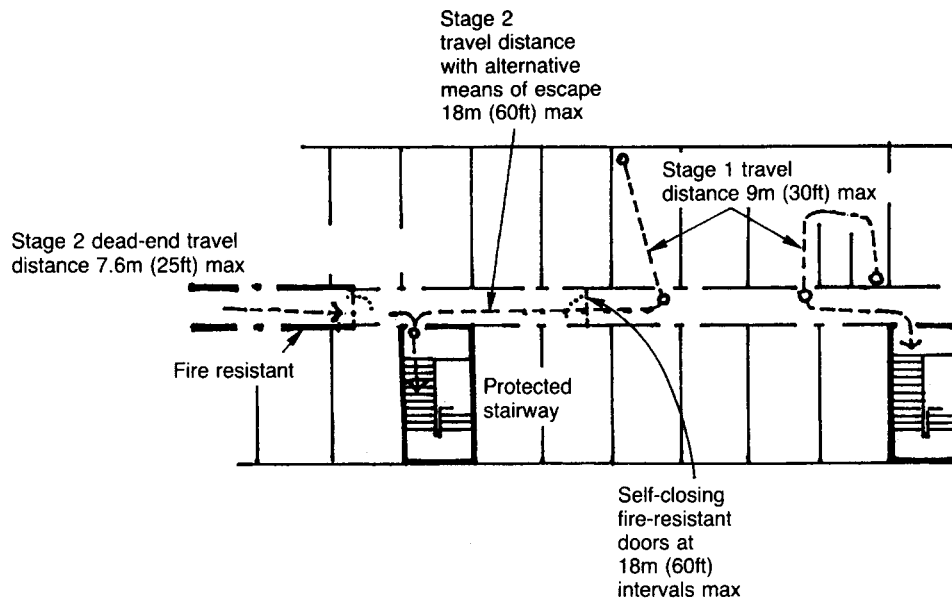 Stage 2
travel distance
with alternative
means of escape
18m (60ft) max
Stage 1 travel
distance 9m (30ft) max
Stage 2 dead-end travel
distance 7.6m (25ft) max
Fire resistant
Protected
stairway
Self-closing
fire-resistant
doors at
18m (60ft)
intervals max